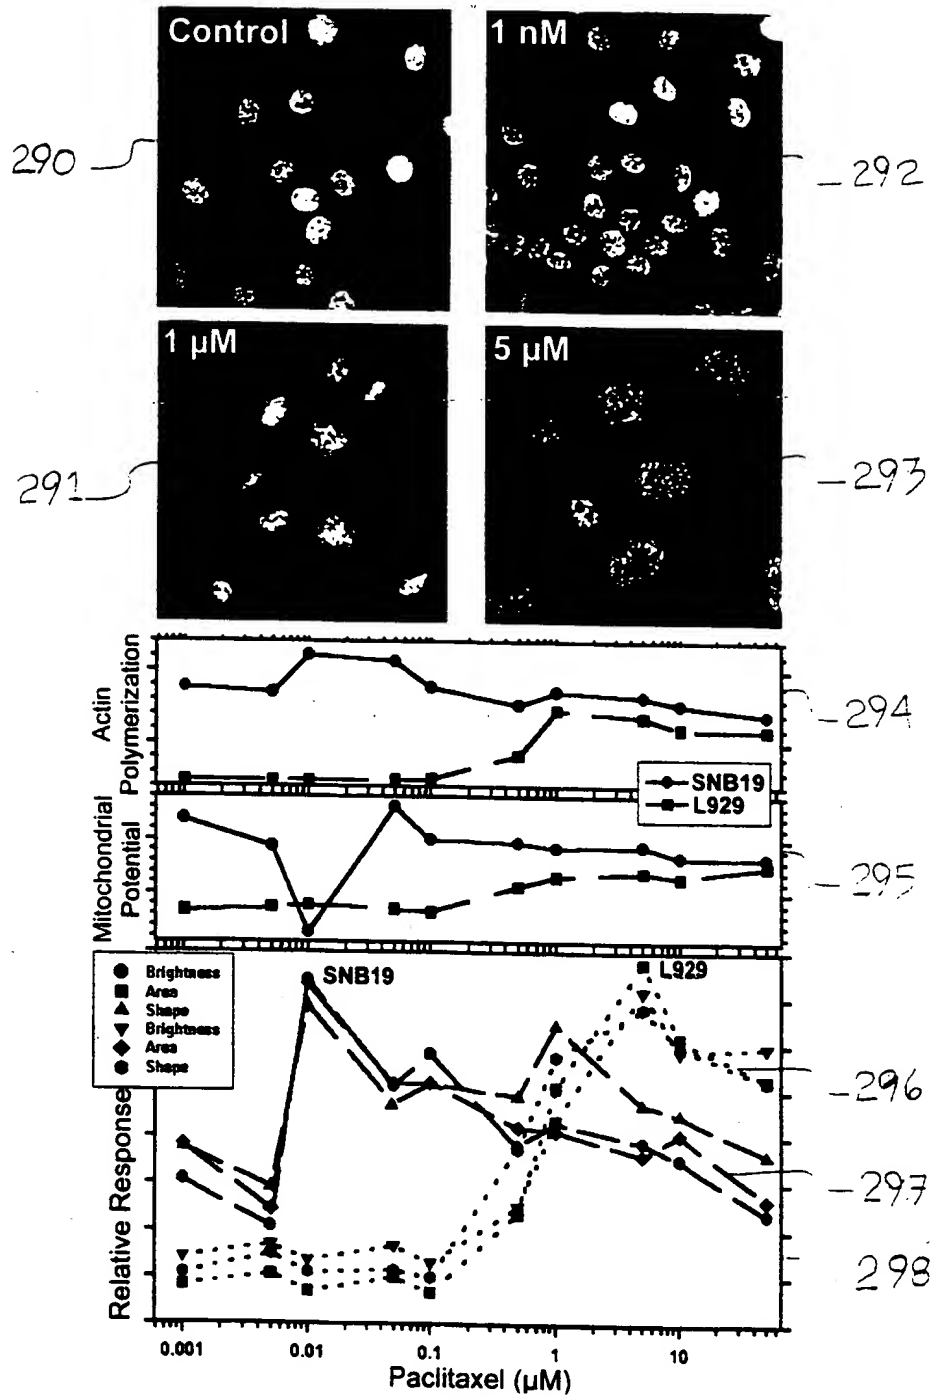 Control
1 nM
290
292
1 µM
5 µM
291
293
Actin
Polymerization
294
SNB19
L929
Mitochondrial
Potential
295
Brightness
Area
Shape
Brightness
Area
Shape
SNB19
L929
296
297
298
Relative Response
0.001
0.01
0.1
1
10
Paclitaxel (µM)